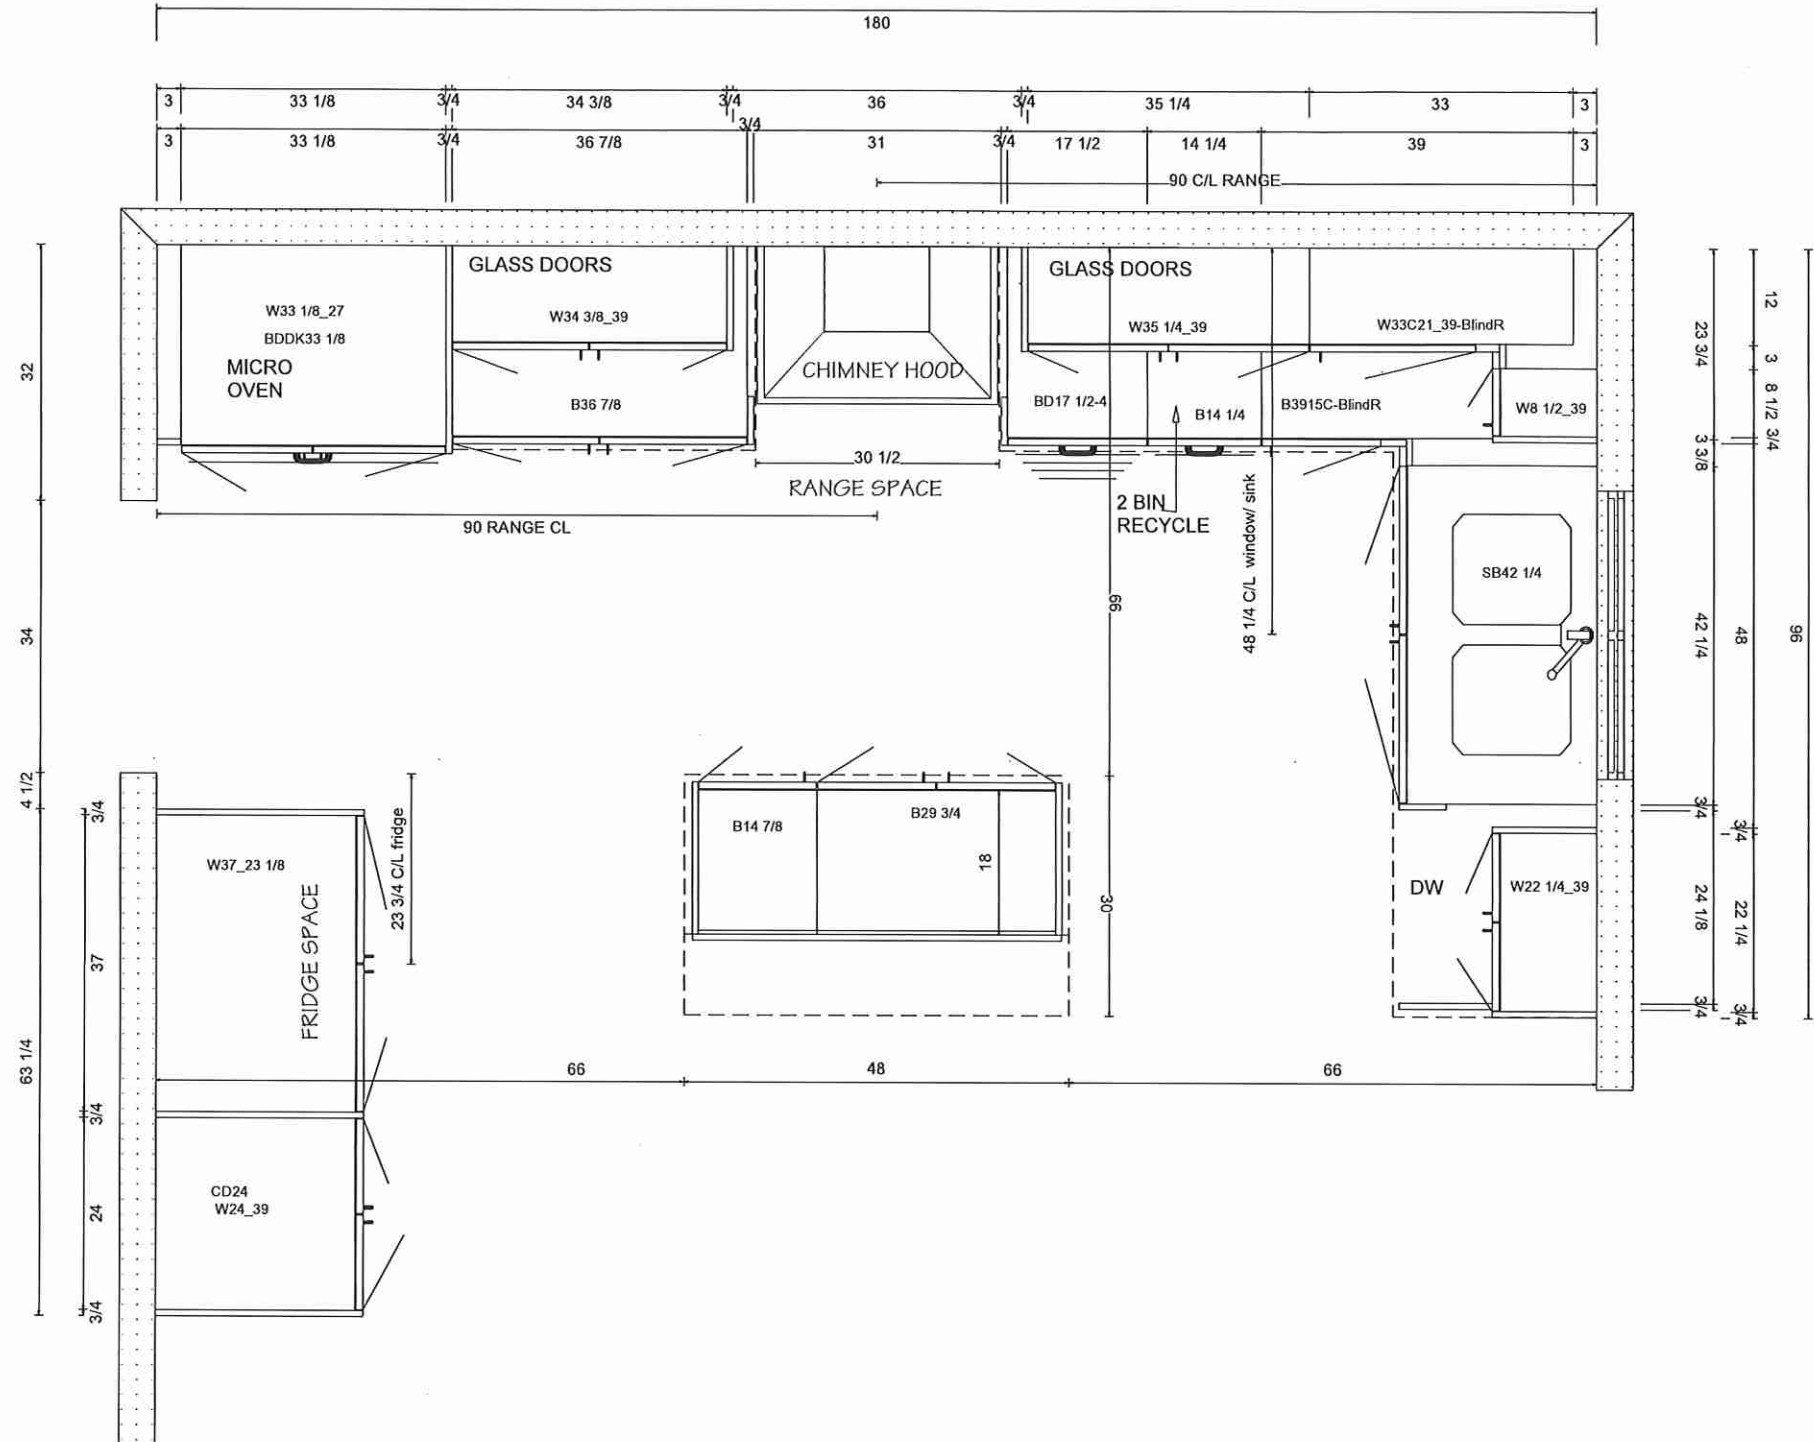 180
3 33 1/8 3/4 34 3/8 3/4 36 3/4 35 1/4 33 3
3 33 1/8 3/4 36 7/8 3/4 31 3/4 17 1/2 14 1/4 39 3
90 C/L RANGE
GLASS DOORS
GLASS DOORS
W33 1/8_27
BDDK33 1/8
MICRO
OVEN
W34 3/8_39
B36 7/8
CHIMNEY HOOD
W35 1/4_39
W33C21_39-BlindR
BD17 1/2-4
B14 1/4
B3915C-BlindR
W8 1/2_39
30 1/2
RANGE SPACE
2 BIN
RECYCLE
90 RANGE CL
48 1/4 C/L window/ sink
SB42 1/4
66
32
34
4 1/2
63 1/4
3/4
37
3/4
24
3/4
23 3/4 C/L fridge
W37_23 1/8
FRIDGE SPACE
CD24
W24_39
B14 7/8
B29 3/4
18
30
DW
W22 1/4_39
66 48 66
23 3/4
3 3/8
42 1/4
3/4
24 1/8
3/4
12
3
8 1/2
3/4
48
3/4
22 1/4
3/4
96